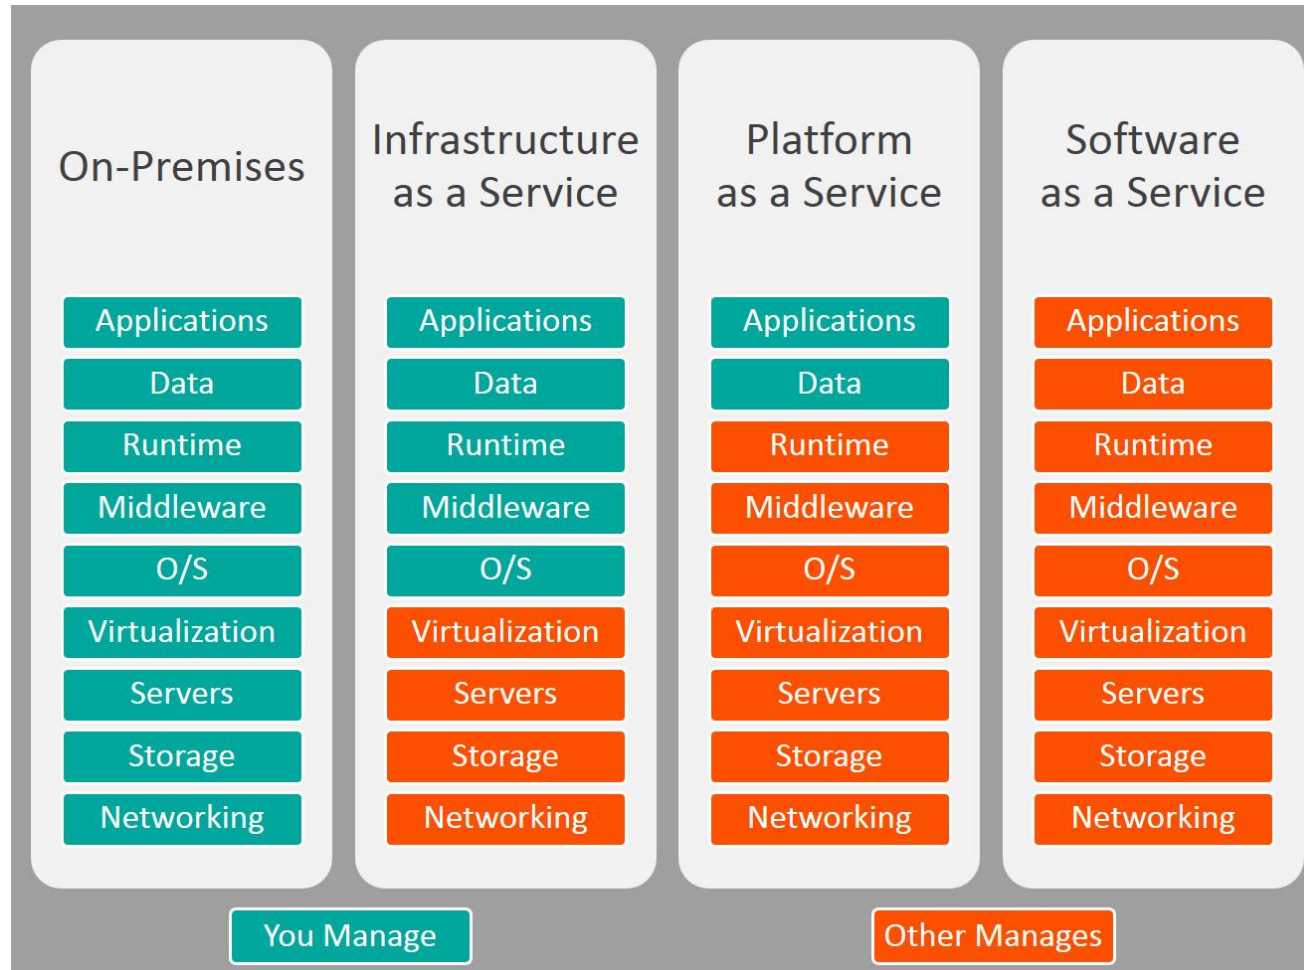 On-Premises
Applications
Data
Runtime
Middleware
O/S
Virtualization
Servers
Storage
Networking
Infrastructure
as a Service
Applications
Data
Runtime
Middleware
O/S
Virtualization
Servers
Storage
Networking
Platform
as a Service
Applications
Data
Runtime
Middleware
O/S
Virtualization
Servers
Storage
Networking
Software
as a Service
Applications
Data
Runtime
Middleware
O/S
Virtualization
Servers
Storage
Networking
You Manage
Other Manages